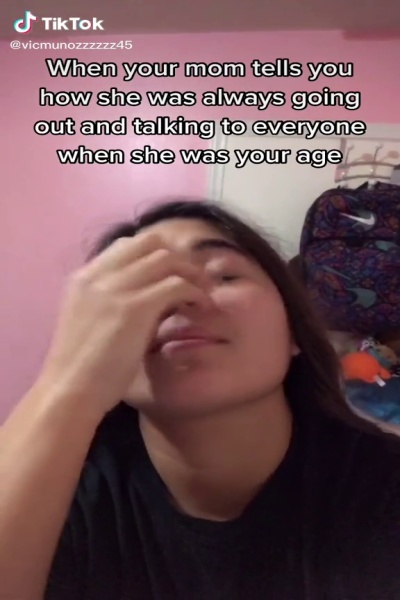 TikTok
@vicmunozzzzzz45
When your mom tells you
how she was always going
out and talking to everyone
when she was your age